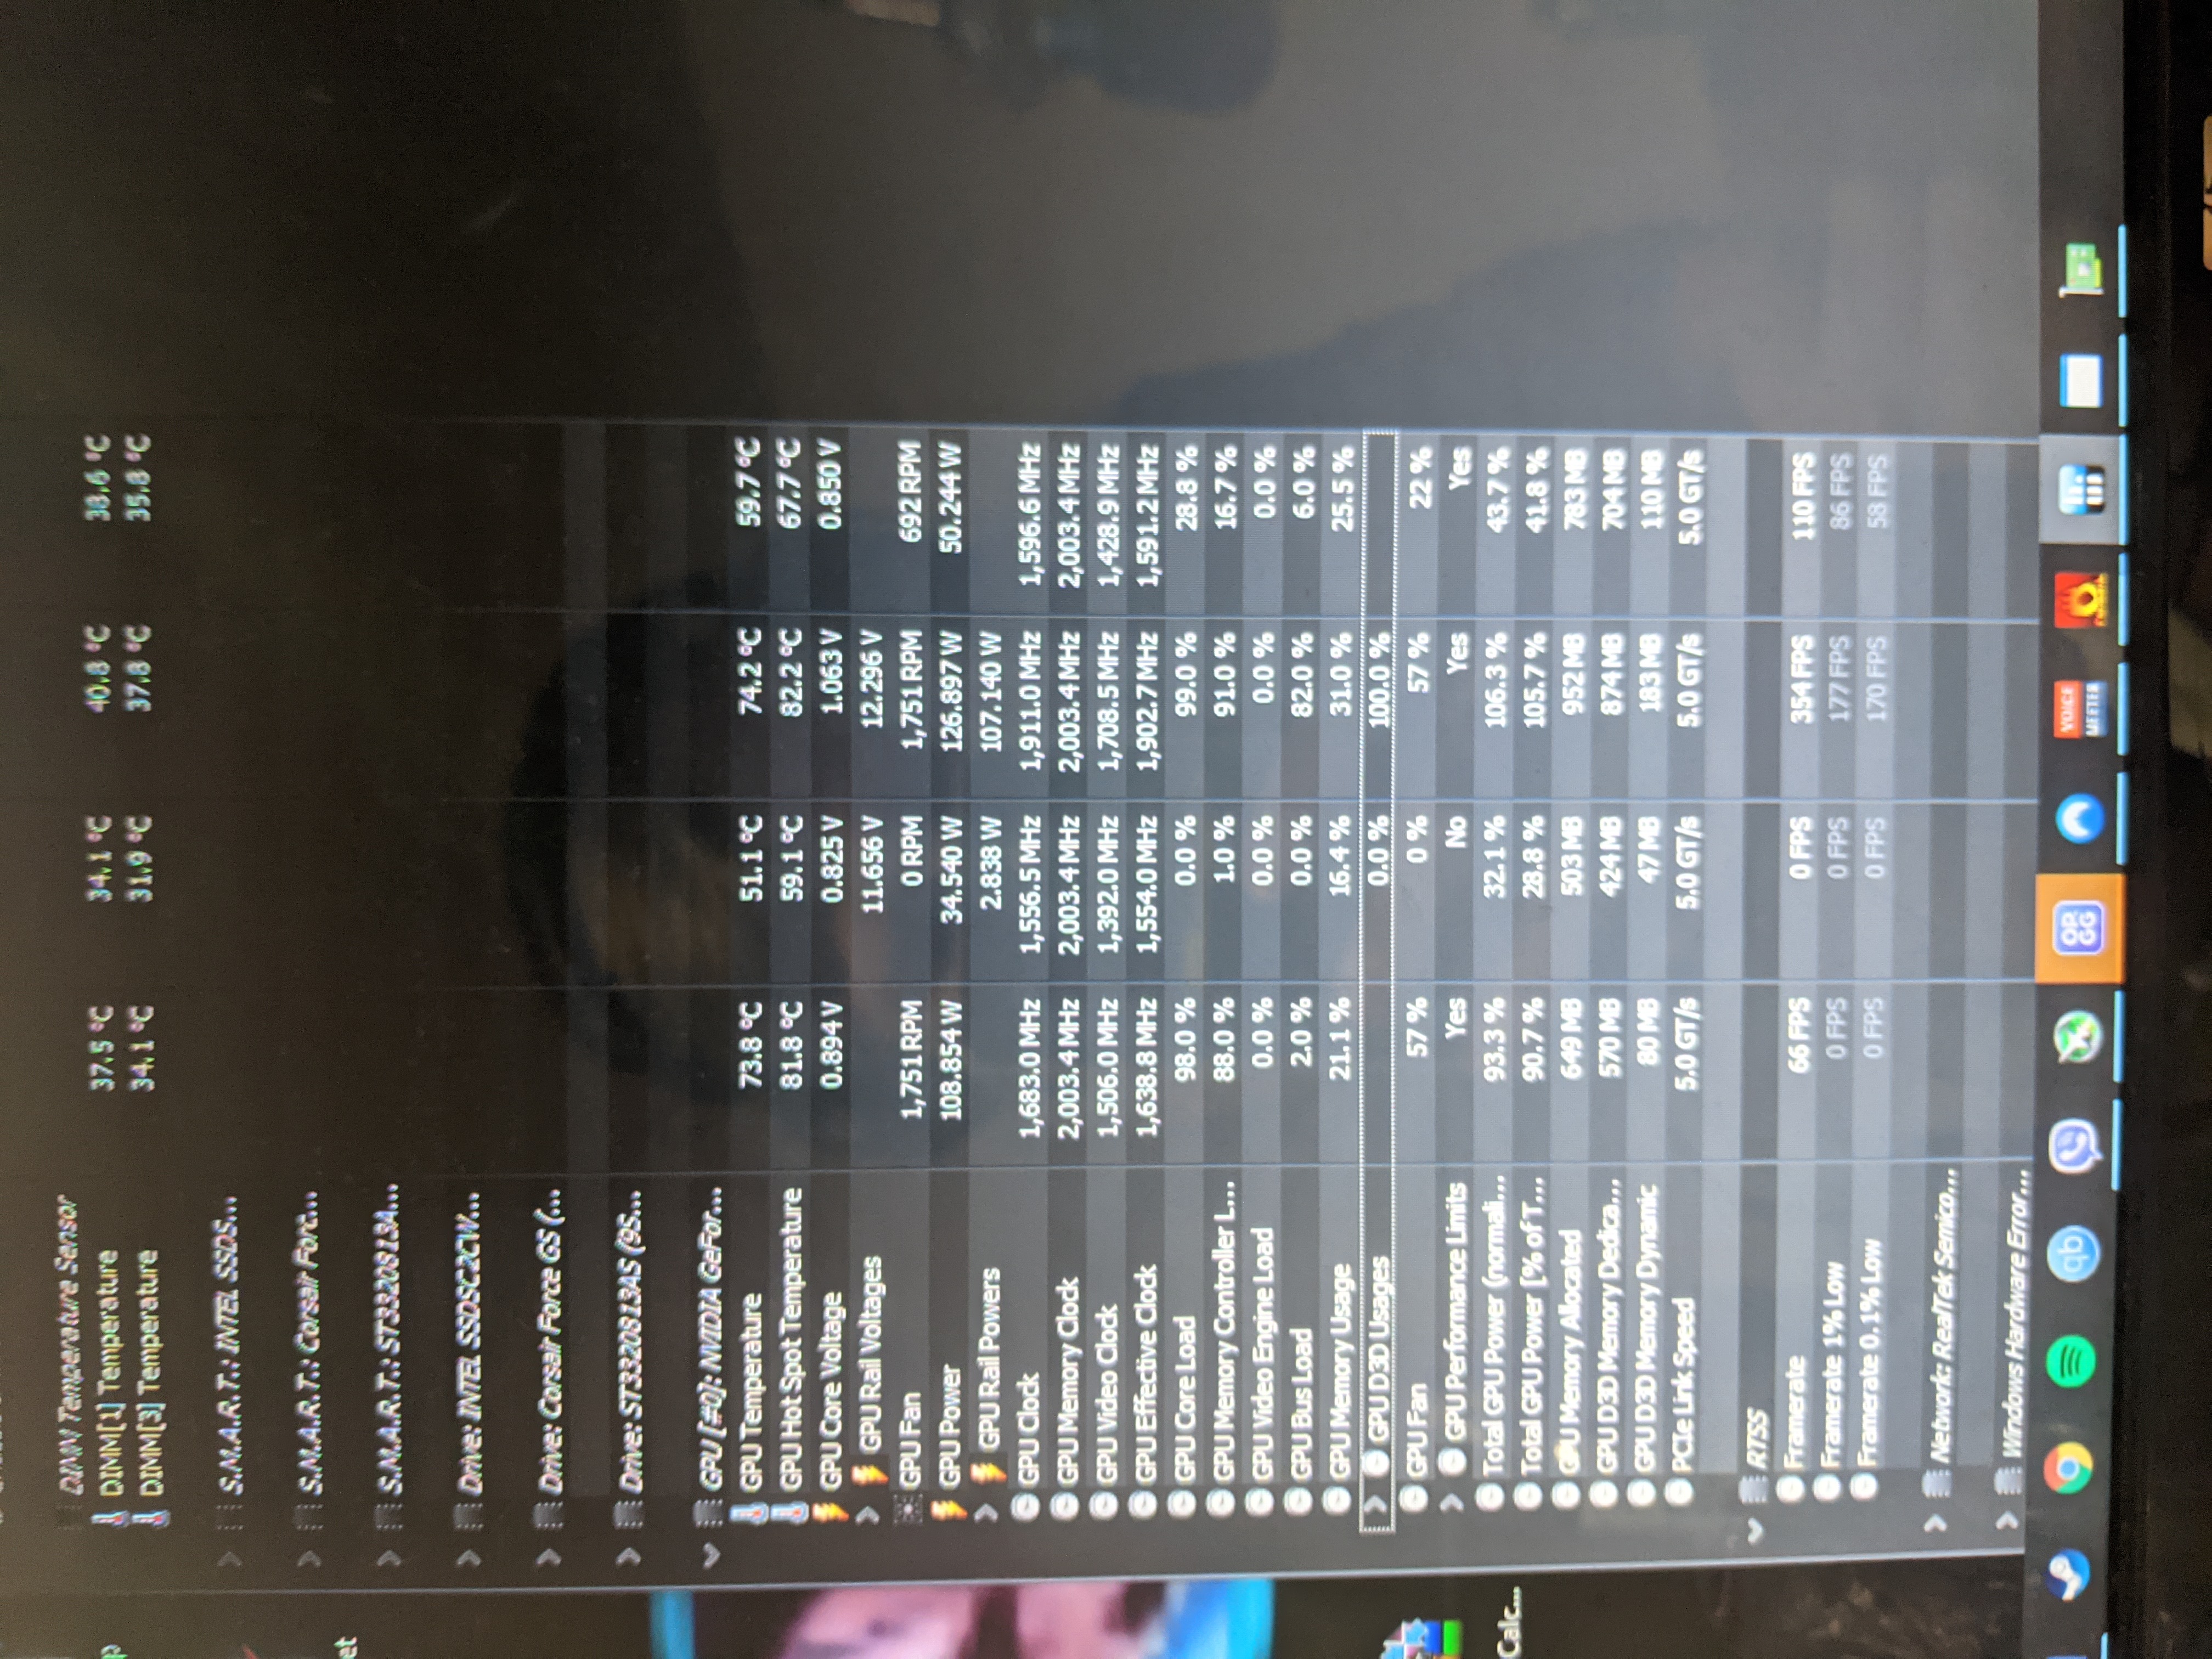 DIMM Temperature Sensor
DIMM[1] Temperature 37.5 °C 34.1 °C 40.8 °C 38.6 °C
DIMM[3] Temperature 34.1 °C 31.9 °C 37.8 °C 35.8 °C
S.M.A.R.T.: INTEL SSDS...
S.M.A.R.T.: Corsair Forc...
et
S.M.A.R.T.: ST3320813A...
Drive: INTEL SSDSC2CW...
Drive: Corsair Force GS (...
Drive: ST3320813AS (9S...
GPU [#0]: NVIDIA GeFor...
GPU Temperature 73.8 °C 51.1 °C 74.2 °C 59.7 °C
GPU Hot Spot Temperature 81.8 °C 59.1 °C 82.2 °C 67.7 °C
GPU Core Voltage 0.894 V 0.825 V 1.063 V 0.850 V
GPU Rail Voltages 11.656 V 12.296 V
GPU Fan 1,751 RPM 0 RPM 1,751 RPM 692 RPM
GPU Power 108.854 W 34.540 W 126.897 W 50.244 W
GPU Rail Powers 2.838 W 107.140 W
GPU Clock 1,683.0 MHz 1,556.5 MHz 1,911.0 MHz 1,596.6 MHz
GPU Memory Clock 2,003.4 MHz 2,003.4 MHz 2,003.4 MHz 2,003.4 MHz
GPU Video Clock 1,506.0 MHz 1,392.0 MHz 1,708.5 MHz 1,428.9 MHz
GPU Effective Clock 1,638.8 MHz 1,554.0 MHz 1,902.7 MHz 1,591.2 MHz
GPU Core Load 98.0 % 0.0 % 99.0 % 28.8 %
GPU Memory Controller L... 88.0 % 1.0 % 91.0 % 16.7 %
GPU Video Engine Load 0.0 % 0.0 % 0.0 % 0.0 %
GPU Bus Load 2.0 % 0.0 % 82.0 % 6.0 %
GPU Memory Usage 21.1 % 16.4 % 31.0 % 25.5 %
GPU D3D Usages 0.0 % 100.0 %
GPU Fan 57 % 0 % 57 % 22 %
GPU Performance Limits Yes No Yes Yes
Total GPU Power (normali... 93.3 % 32.1 % 106.3 % 43.7 %
Calc...
Total GPU Power [% of T... 90.7 % 28.8 % 105.7 % 41.8 %
GPU Memory Allocated 649 MB 503 MB 952 MB 783 MB
GPU D3D Memory Dedica... 570 MB 424 MB 874 MB 704 MB
GPU D3D Memory Dynamic 80 MB 47 MB 183 MB 110 MB
PCIe Link Speed 5.0 GT/s 5.0 GT/s 5.0 GT/s 5.0 GT/s
RTSS
Framerate 66 FPS 0 FPS 354 FPS 110 FPS
Framerate 1% Low 0 FPS 0 FPS 177 FPS 86 FPS
Framerate 0.1% Low 0 FPS 0 FPS 170 FPS 58 FPS
Network: RealTek Semico...
Windows Hardware Error...
qb
OP
GG
VOICE
MEETER